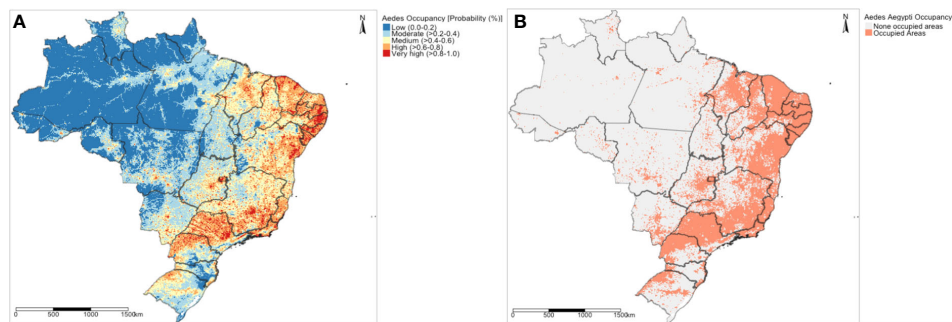 A
N
Aedes Occupancy [Probability (%)]
Low (0.0-0.2)
Moderate (>0.2-0.4)
Medium (>0.4-0.6)
High (>0.6-0.8)
Very high (>0.8-1.0)
0 500 1000 1500km
B
N
Aedes Aegypti Occupancy
None occupied areas
Occupied Areas
0 500 1000 1500km